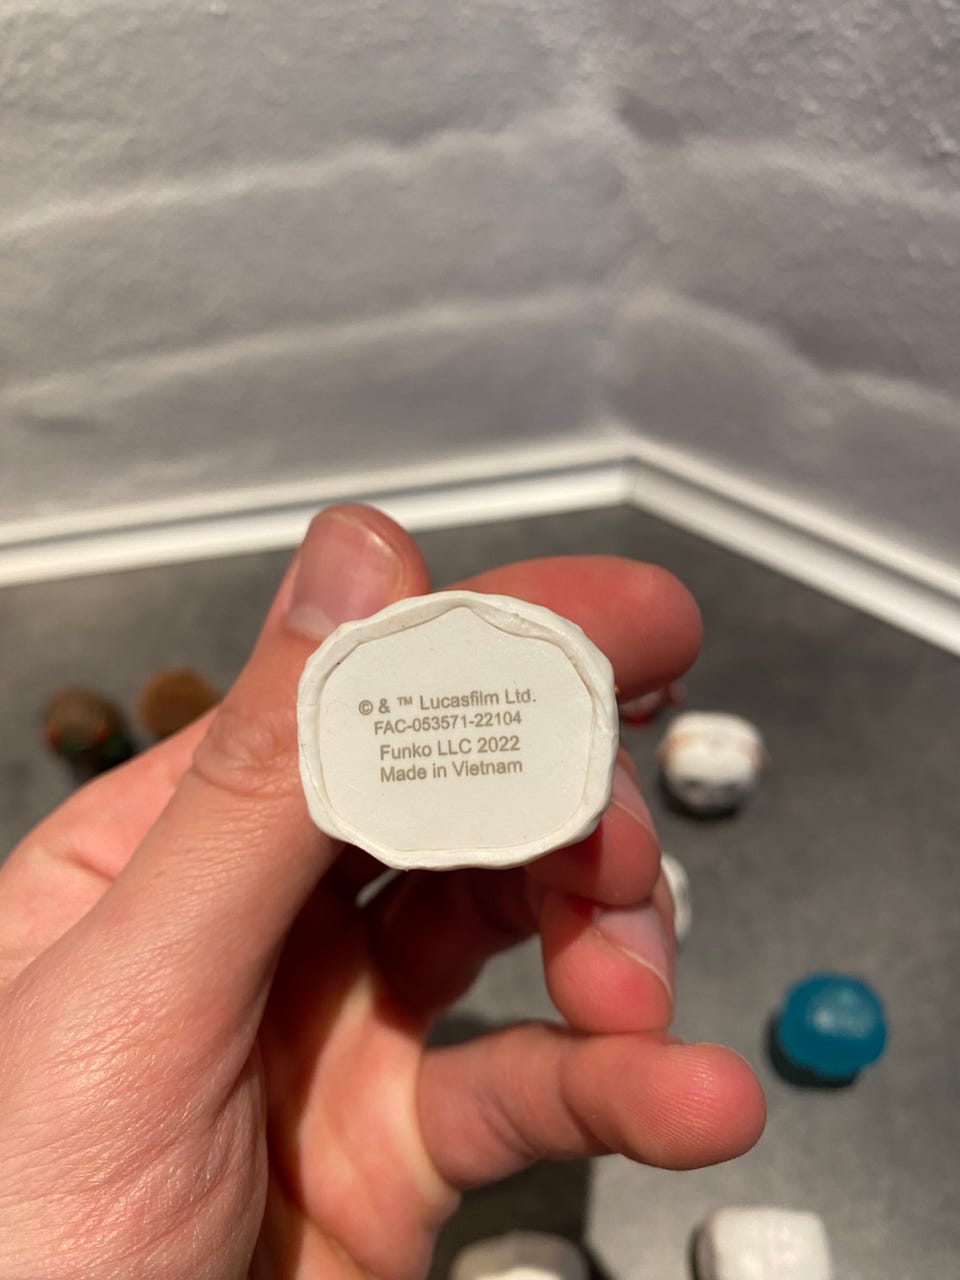 © & ™ Lucasfilm Ltd.
FAC-053571-22104
Funko LLC 2022
Made in Vietnam